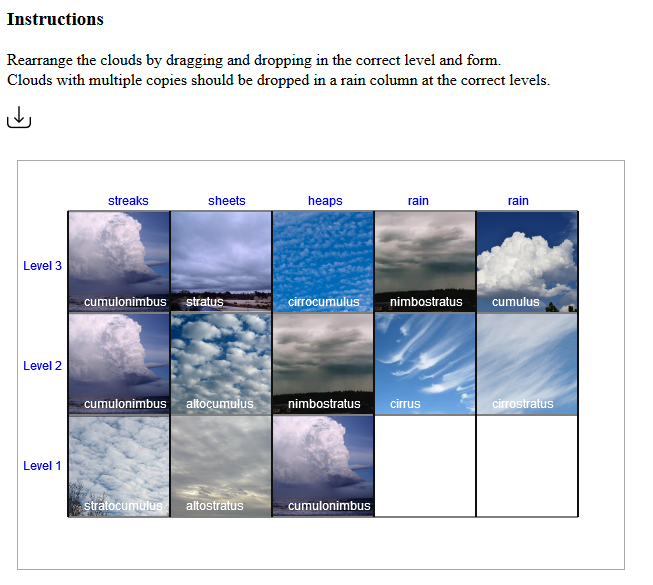 Instructions
Rearrange the clouds by dragging and dropping in the correct level and form.
Clouds with multiple copies should be dropped in a rain column at the correct levels.
streaks sheets heaps rain rain
Level 3
cumulonimbus stratus cirrocumulus nimbostratus cumulus
Level 2
cumulonimbus altocumulus nimbostratus cirrus cirrostratus
Level 1
stratocumulus altostratus cumulonimbus